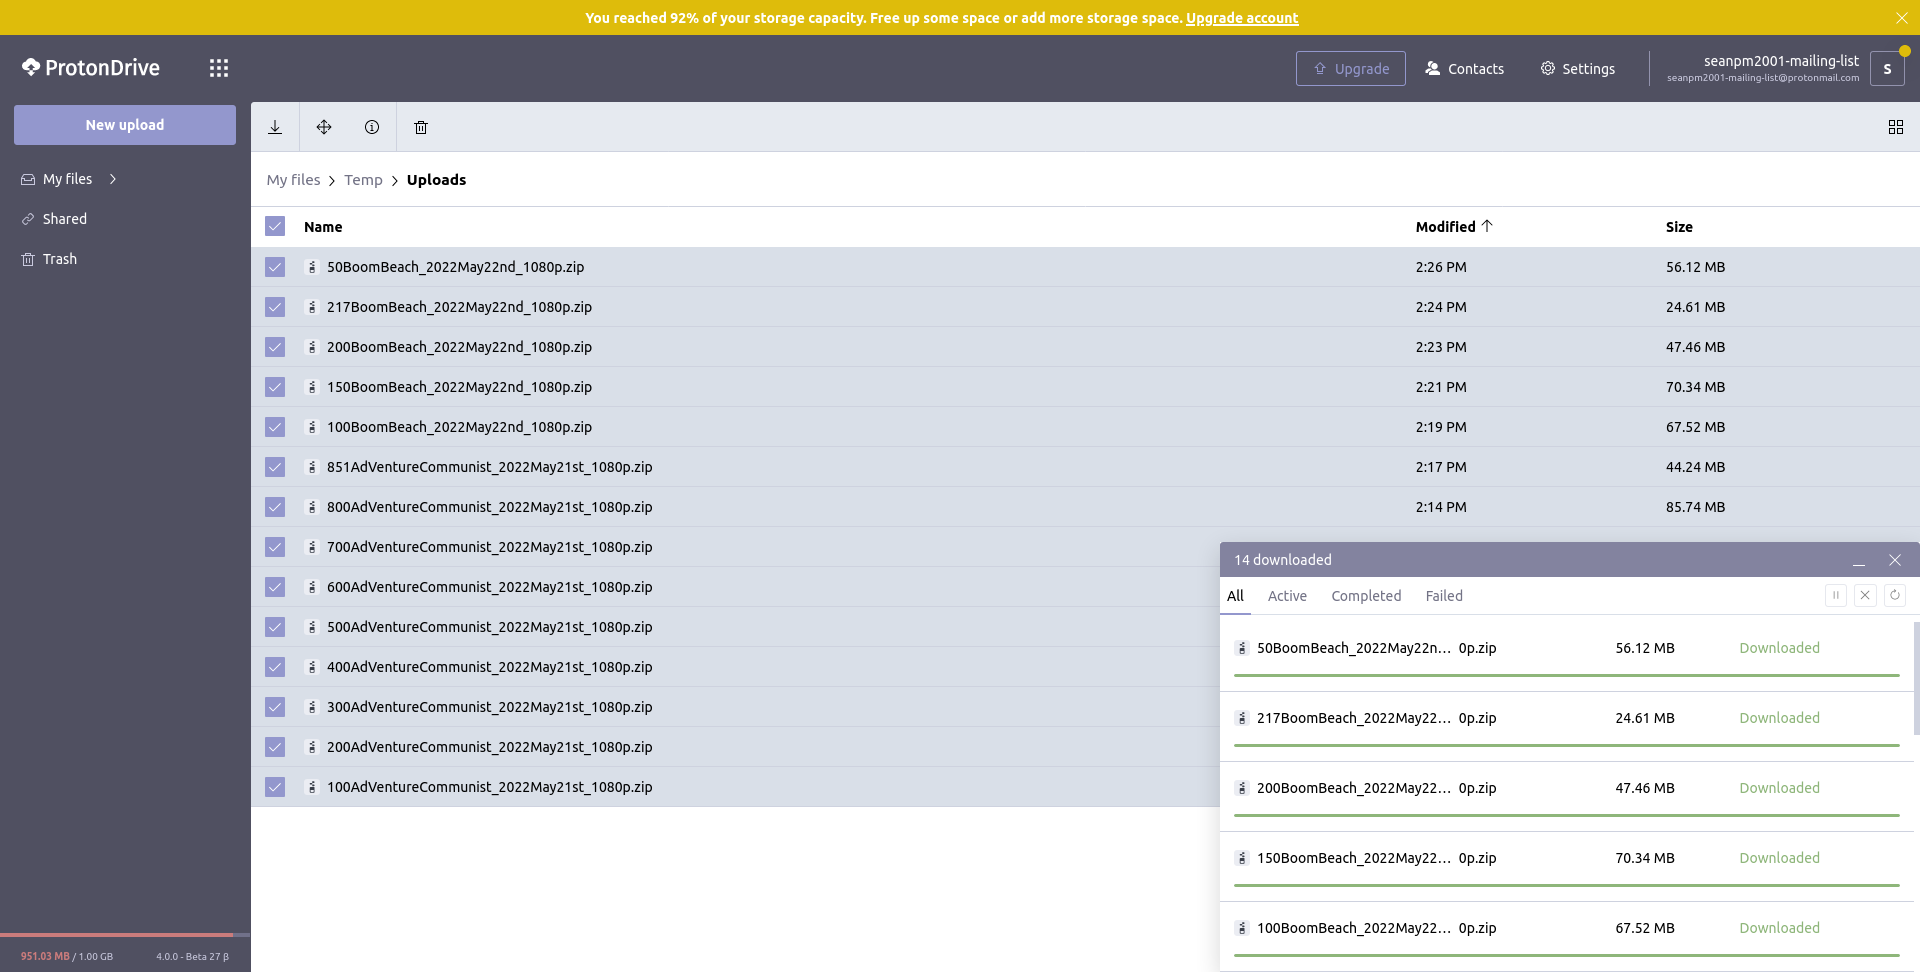 You reached 92% of your storage capacity. Free up some space or add more storage space. Upgrade account
ProtonDrive
Upgrade
Contacts
Settings
seanpm2001-mailing-list
seanpm2001-mailing-list@protonmail.com
S
New upload
My files
Shared
Trash
My files > Temp > Uploads
Name Modified Size
50BoomBeach_2022May22nd_1080p.zip 2:26 PM 56.12 MB
217BoomBeach_2022May22nd_1080p.zip 2:24 PM 24.61 MB
200BoomBeach_2022May22nd_1080p.zip 2:23 PM 47.46 MB
150BoomBeach_2022May22nd_1080p.zip 2:21 PM 70.34 MB
100BoomBeach_2022May22nd_1080p.zip 2:19 PM 67.52 MB
851AdVentureCommunist_2022May21st_1080p.zip 2:17 PM 44.24 MB
800AdVentureCommunist_2022May21st_1080p.zip 2:14 PM 85.74 MB
700AdVentureCommunist_2022May21st_1080p.zip
600AdVentureCommunist_2022May21st_1080p.zip
500AdVentureCommunist_2022May21st_1080p.zip
400AdVentureCommunist_2022May21st_1080p.zip
300AdVentureCommunist_2022May21st_1080p.zip
200AdVentureCommunist_2022May21st_1080p.zip
100AdVentureCommunist_2022May21st_1080p.zip
14 downloaded
All Active Completed Failed
50BoomBeach_2022May22n... 0p.zip 56.12 MB Downloaded
217BoomBeach_2022May22... 0p.zip 24.61 MB Downloaded
200BoomBeach_2022May22... 0p.zip 47.46 MB Downloaded
150BoomBeach_2022May22... 0p.zip 70.34 MB Downloaded
100BoomBeach_2022May22... 0p.zip 67.52 MB Downloaded
951.03 MB / 1.00 GB 4.0.0 - Beta 27 β